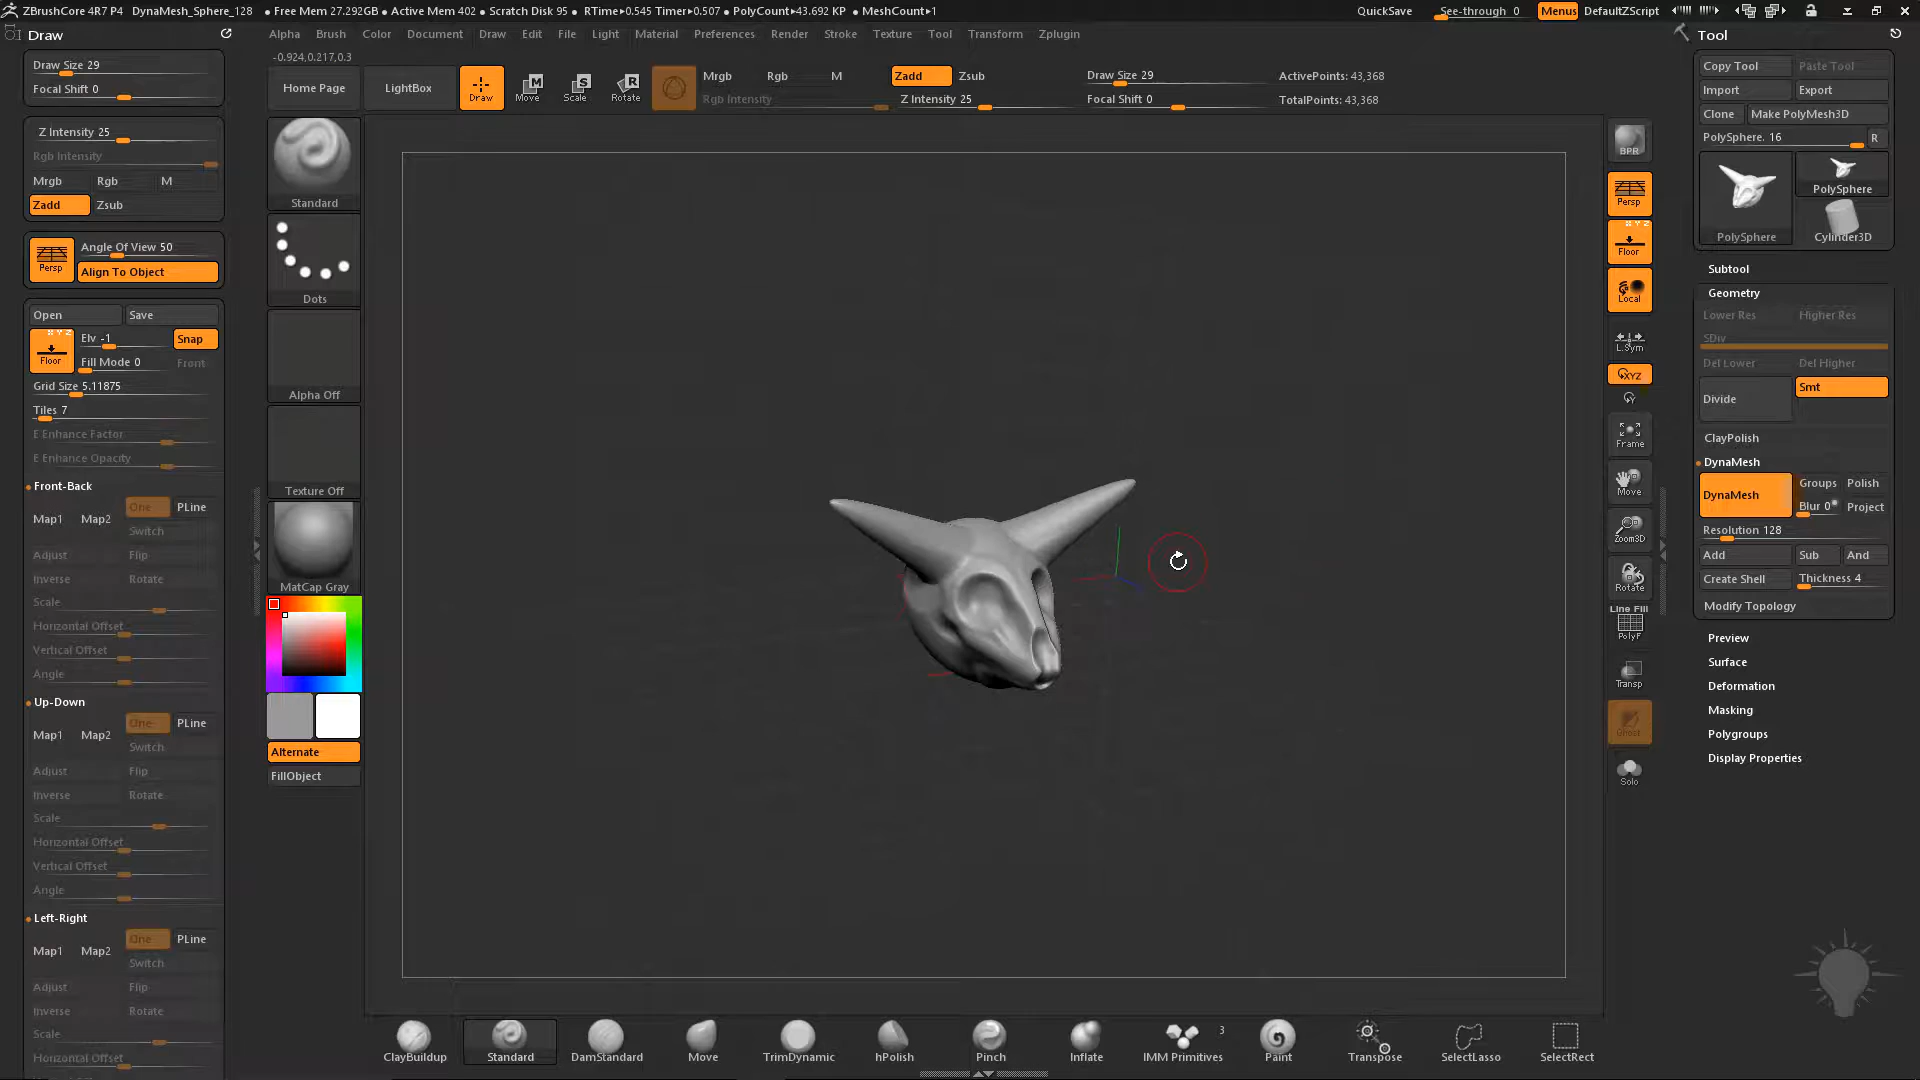 ZBrushCore 4R7 P4 DynaMesh_Sphere_128 ● Free Mem 27.292GB ● Active Mem 402 ● Scratch Disk 95 ● RTime▸0.545 Timer▸0.507 ● PolyCount▸43.692 KP ● MeshCount▸1 QuickSave See-through 0 Menus DefaultZScript
Draw
Alpha Brush Color Document Draw Edit File Light Material Preferences Render Stroke Texture Tool Transform Zplugin
Tool
-0.924,0.217,0.3
Draw Size 29
Focal Shift 0
Z Intensity 25
Rgb Intensity
Mrgb Rgb M
Zadd Zsub
Persp
Angle Of View 50
Align To Object
Open Save
X Y Z
Floor
Elv -1
Snap
Fill Mode 0
Front
Grid Size 5.11875
Tiles 7
E Enhance Factor
E Enhance Opacity
Front-Back
Map1 Map2 One PLine
Switch
Adjust Flip
Inverse Rotate
Scale
Horizontal Offset
Vertical Offset
Angle
Up-Down
Map1 Map2 One PLine
Switch
Adjust Flip
Inverse Rotate
Scale
Horizontal Offset
Vertical Offset
Angle
Left-Right
Map1 Map2 One PLine
Switch
Adjust Flip
Inverse Rotate
Scale
Horizontal Offset
Home Page
LightBox
Draw
Move
Scale
Rotate
Mrgb Rgb M
Rgb Intensity
Zadd Zsub
Z Intensity 25
Draw Size 29
Focal Shift 0
ActivePoints: 43,368
TotalPoints: 43,368
Standard
Dots
Alpha Off
Texture Off
MatCap Gray
Alternate
FillObject
BPR
Persp
X Y Z
Floor
Local
L.Sym
XYZ
Y
Frame
Move
Zoom3D
Rotate
Line Fill
PolyF
Transp
Ghost
Solo
Copy Tool Paste Tool
Import Export
Clone Make PolyMesh3D
PolySphere. 16 R
PolySphere
PolySphere
Cylinder3D
Subtool
Geometry
Lower Res Higher Res
SDiv
Del Lower Del Higher
Divide
Smt
ClayPolish
DynaMesh
DynaMesh
Groups Polish
Blur 0 Project
Resolution 128
Add Sub And
Create Shell Thickness 4
Modify Topology
Preview
Surface
Deformation
Masking
Polygroups
Display Properties
ClayBuildup
Standard
DamStandard
Move
TrimDynamic
hPolish
Pinch
Inflate
3
IMM Primitives
Paint
Transpose
SelectLasso
SelectRect